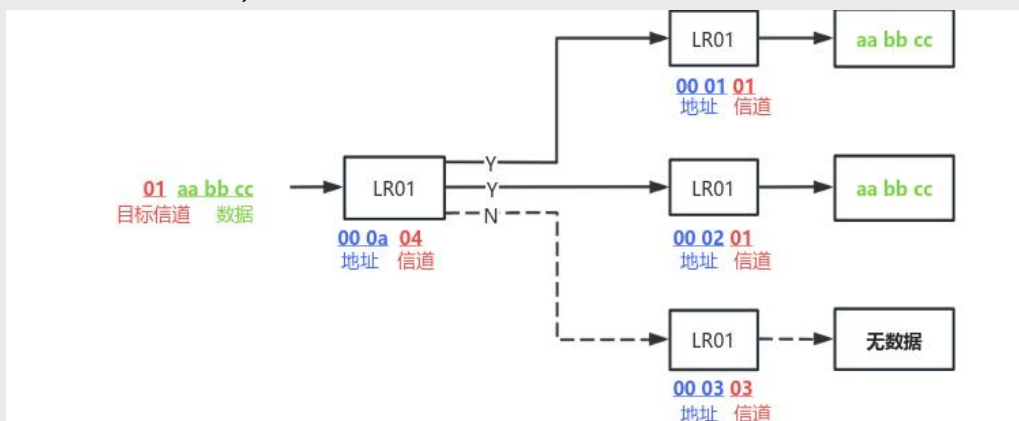 LR01 aa bb cc
00 01 01
地址 信道
Y
01 aa bb cc LR01 Y LR01 aa bb cc
目标信道 数据 N
00 0a 04 00 02 01
地址 信道 地址 信道
LR01 无数据
00 03 03
地址 信道